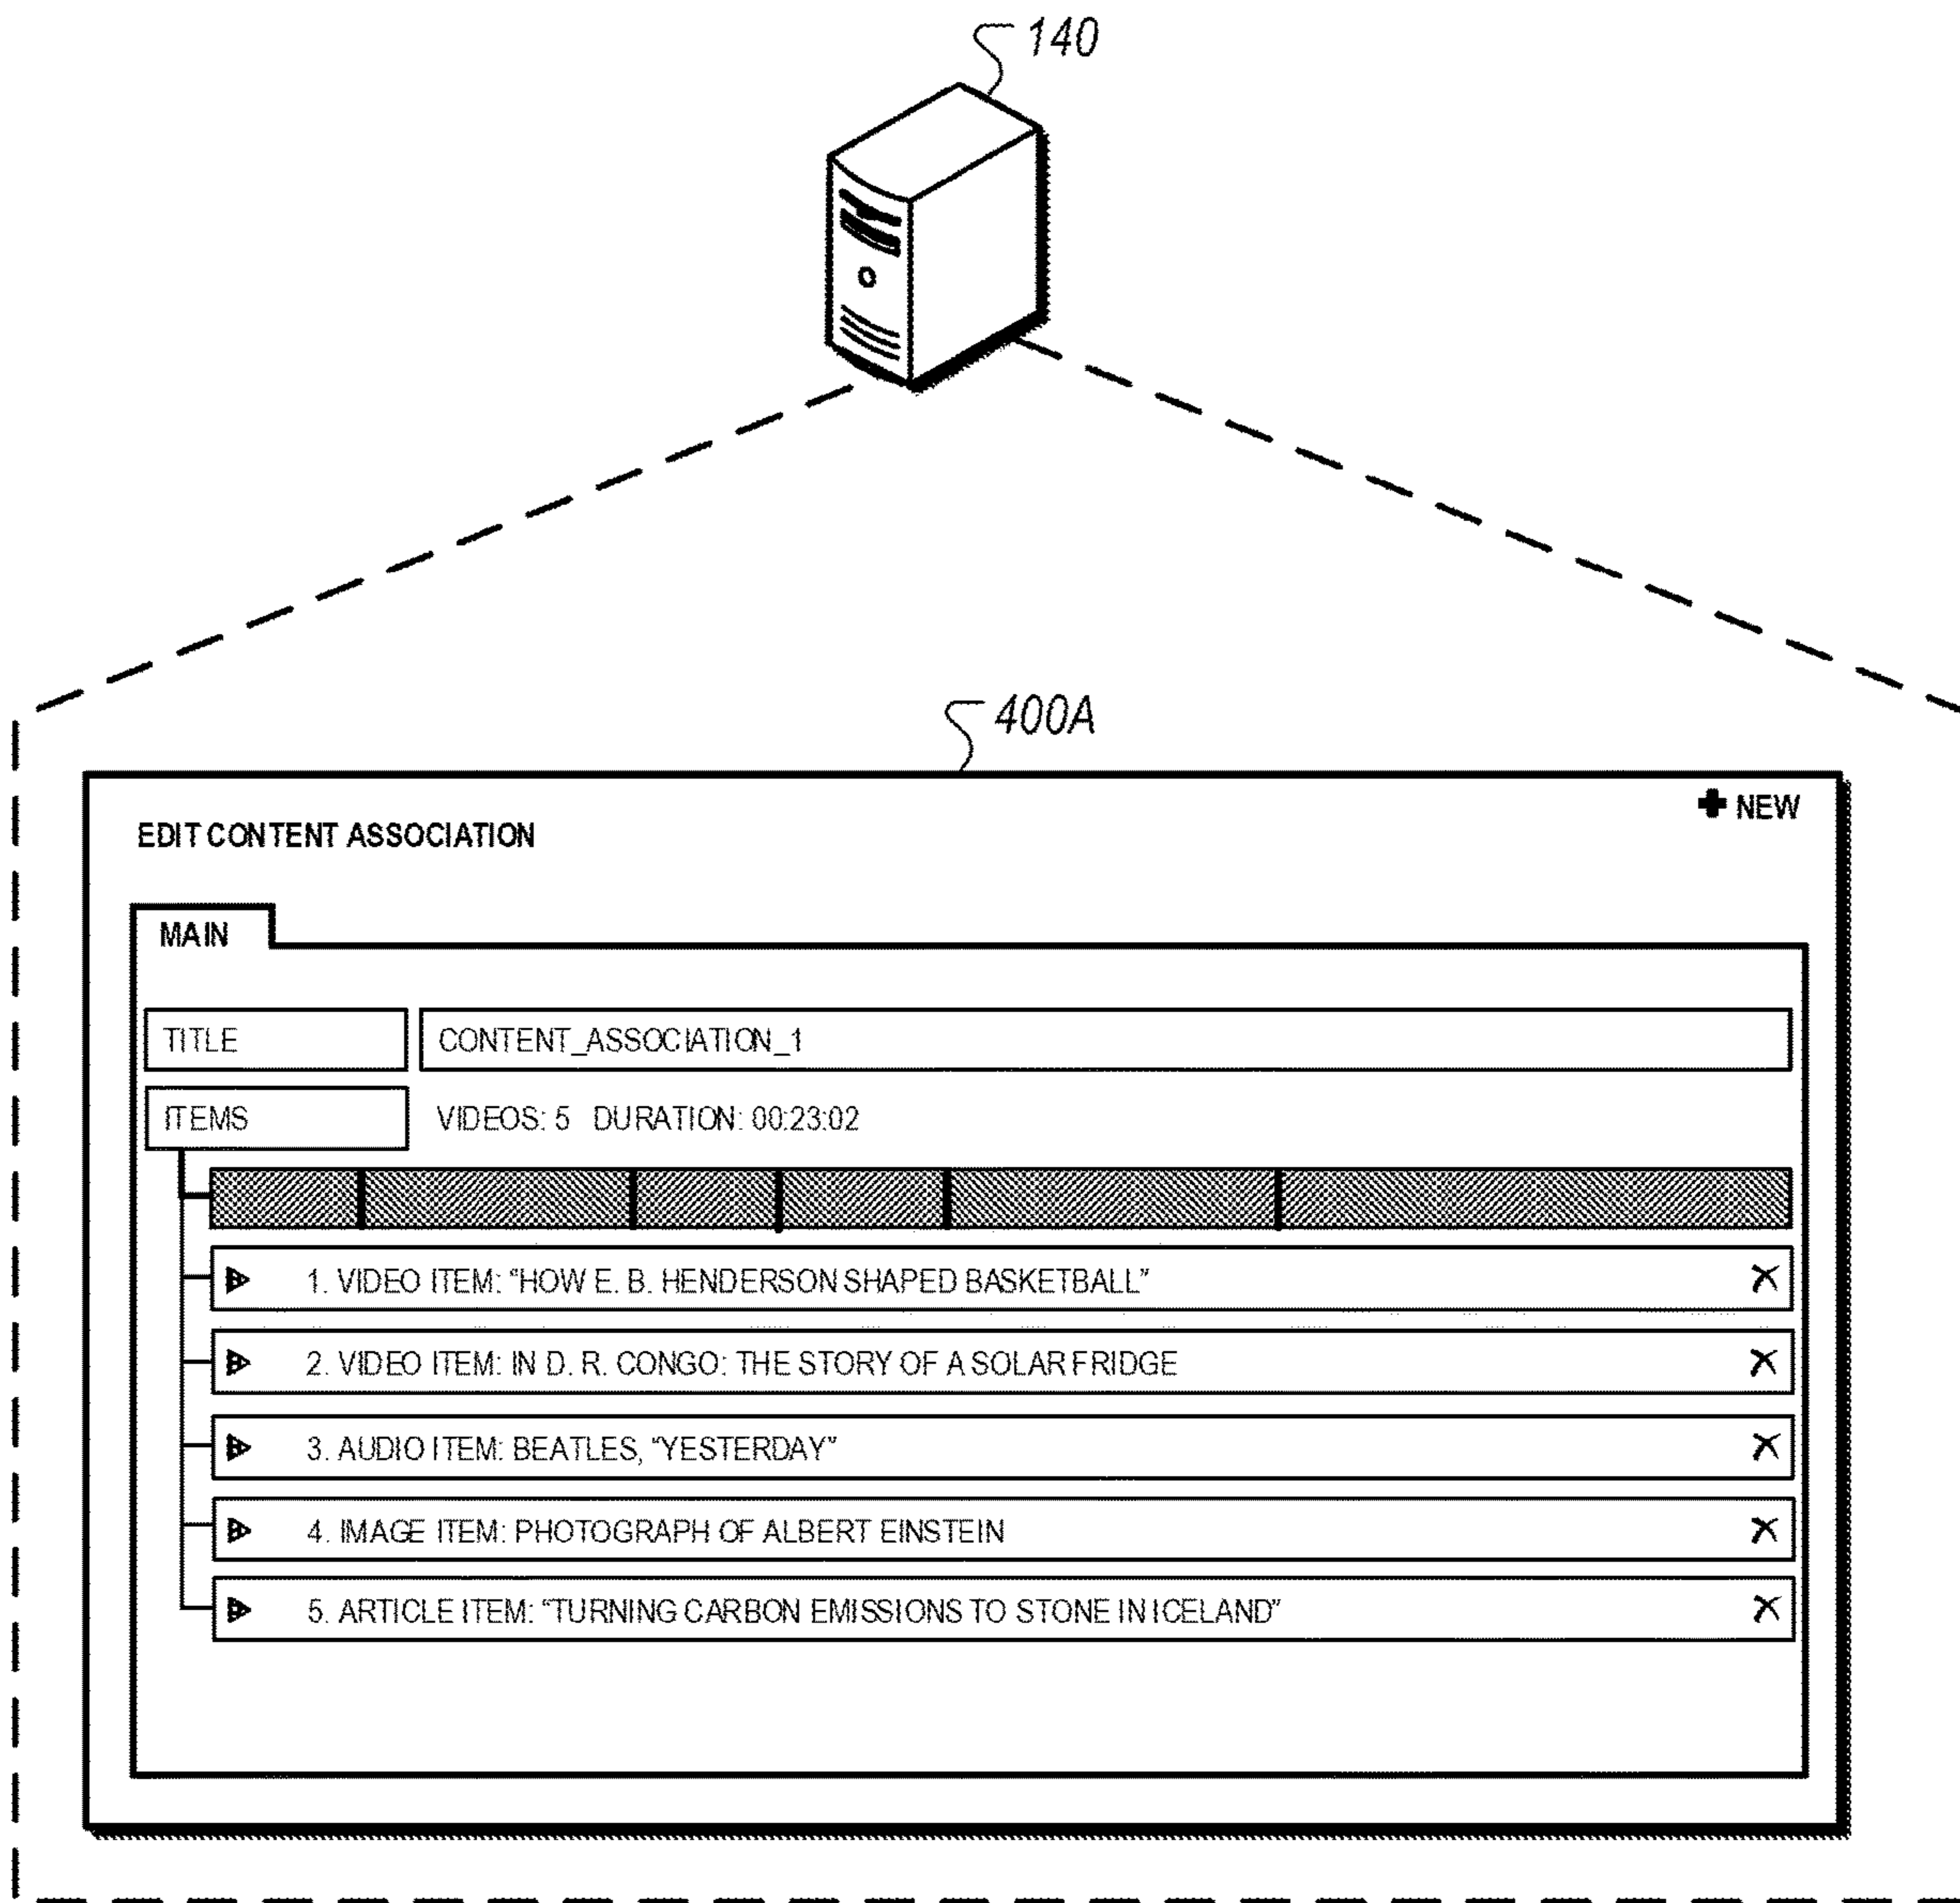 140
400A
NEW
EDIT CONTENT ASSOCIATION
MAIN
TITLE CONTENT_ASSOCIATION_1
ITEMS VIDEOS: 5 DURATION: 00:23:02
1. VIDEO ITEM: “HOW E. B. HENDERSON SHAPED BASKETBALL”
2. VIDEO ITEM: IN D. R. CONGO: THE STORY OF A SOLAR FRIDGE
3. AUDIO ITEM: BEATLES, “YESTERDAY”
4. IMAGE ITEM: PHOTOGRAPH OF ALBERT EINSTEIN
5. ARTICLE ITEM: “TURNING CARBON EMISSIONS TO STONE IN ICELAND”